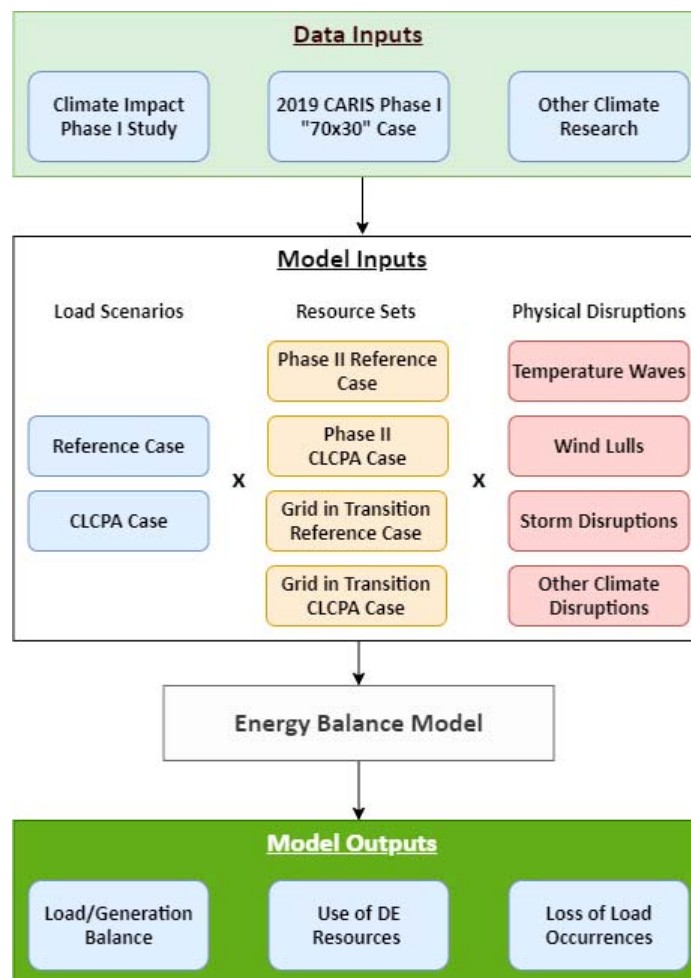 Data Inputs
Climate Impact
Phase I Study
2019 CARIS Phase I
"70x30" Case
Other Climate
Research
Model Inputs
Load Scenarios
Resource Sets
Physical Disruptions
Reference Case
CLCPA Case
x
Phase II Reference
Case
Phase II
CLCPA Case
Grid in Transition
Reference Case
Grid in Transition
CLCPA Case
x
Temperature Waves
Wind Lulls
Storm Disruptions
Other Climate
Disruptions
Energy Balance Model
Model Outputs
Load/Generation
Balance
Use of DE
Resources
Loss of Load
Occurrences